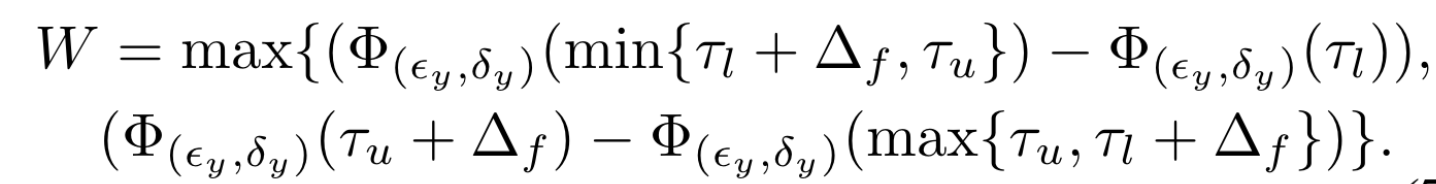 W = max{(Φ_{(ϵ_y,δ_y)}(min{τ_l + Δ_f, τ_u}) − Φ_{(ϵ_y,δ_y)}(τ_l)),
(Φ_{(ϵ_y,δ_y)}(τ_u + Δ_f) − Φ_{(ϵ_y,δ_y)}(max{τ_u, τ_l + Δ_f})}.